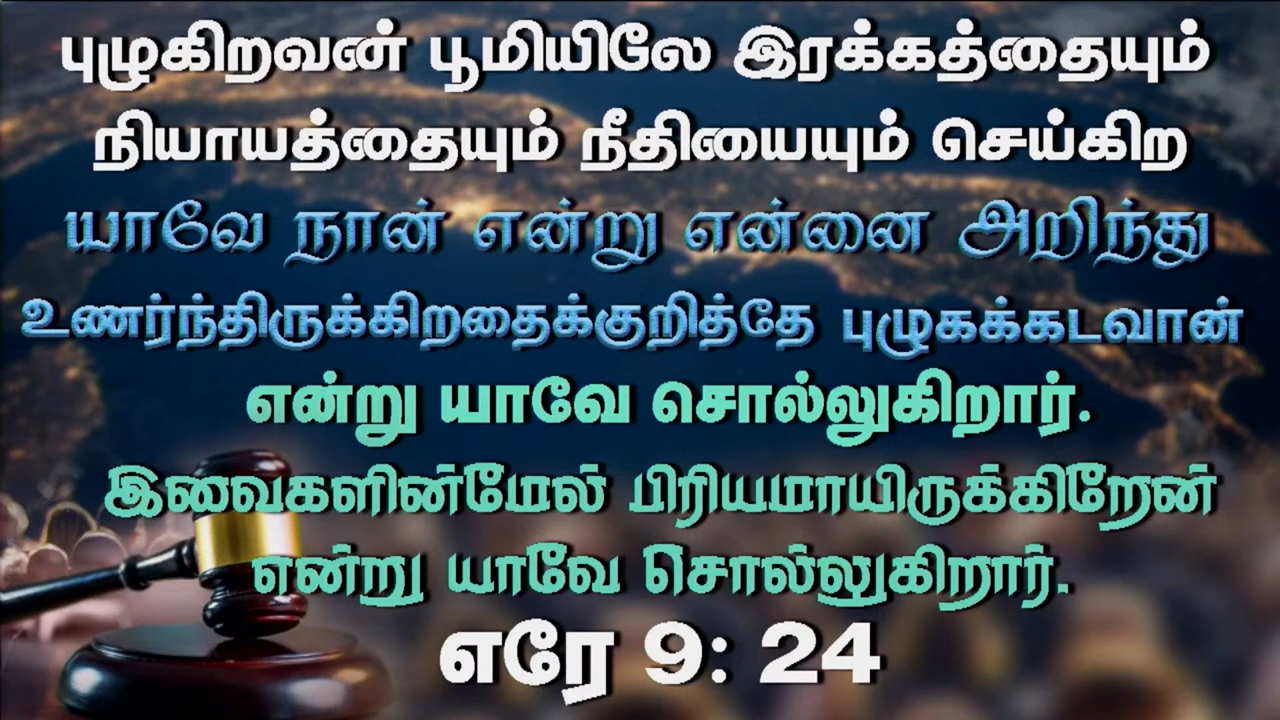 புழுகிறவன் பூமியிலே இரக்கத்தையும்
நியாயத்தையும் நீதியையும் செய்கிற
யாவே நான் என்று என்னை அறிந்து
உணர்ந்திருக்கிறதைக்குறித்தே புழுகக்கடவான்
என்று யாவே சொல்லுகிறார்.
இவைகளின்மேல் பிரியமாயிருக்கிறேன்
என்று யாவே சொல்லுகிறார்.
எரே 9: 24